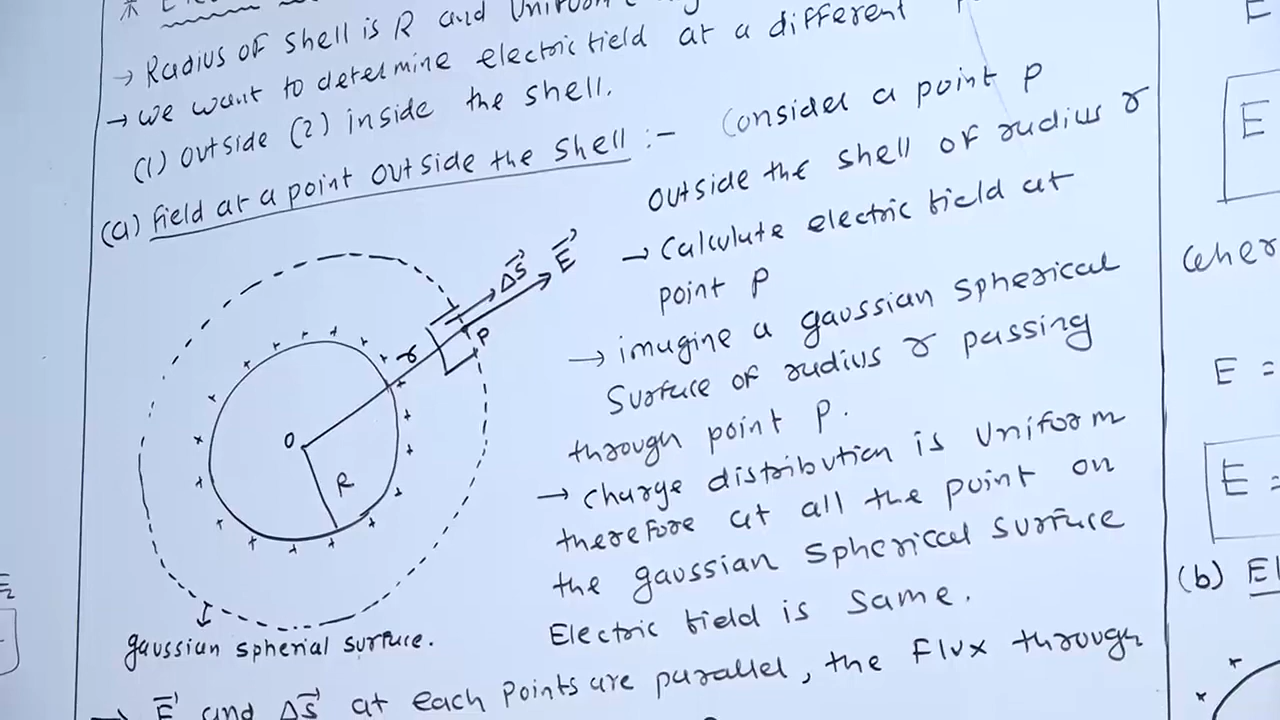 → Radius of shell is R and Uniform
→ we want to determine electric field at a different
(1) outside (2) inside the shell.
(a) Field at a point outside the shell :- Consider a point P
outside the shell of radius r
→ Calculate electric field at
point P
→ imagine a gaussian spherical
Surface of radius r passing
through point P.
→ charge distribution is Uniform
therefore at all the point on
the gaussian spherical surface
Electric field is same.
ΔS⃗ E⃗
P
r
O
R
gaussian spherial surface.
→ E⃗ and ΔS⃗ at each Points are parallel, the Flux through
E
E
E =
E =
(b)